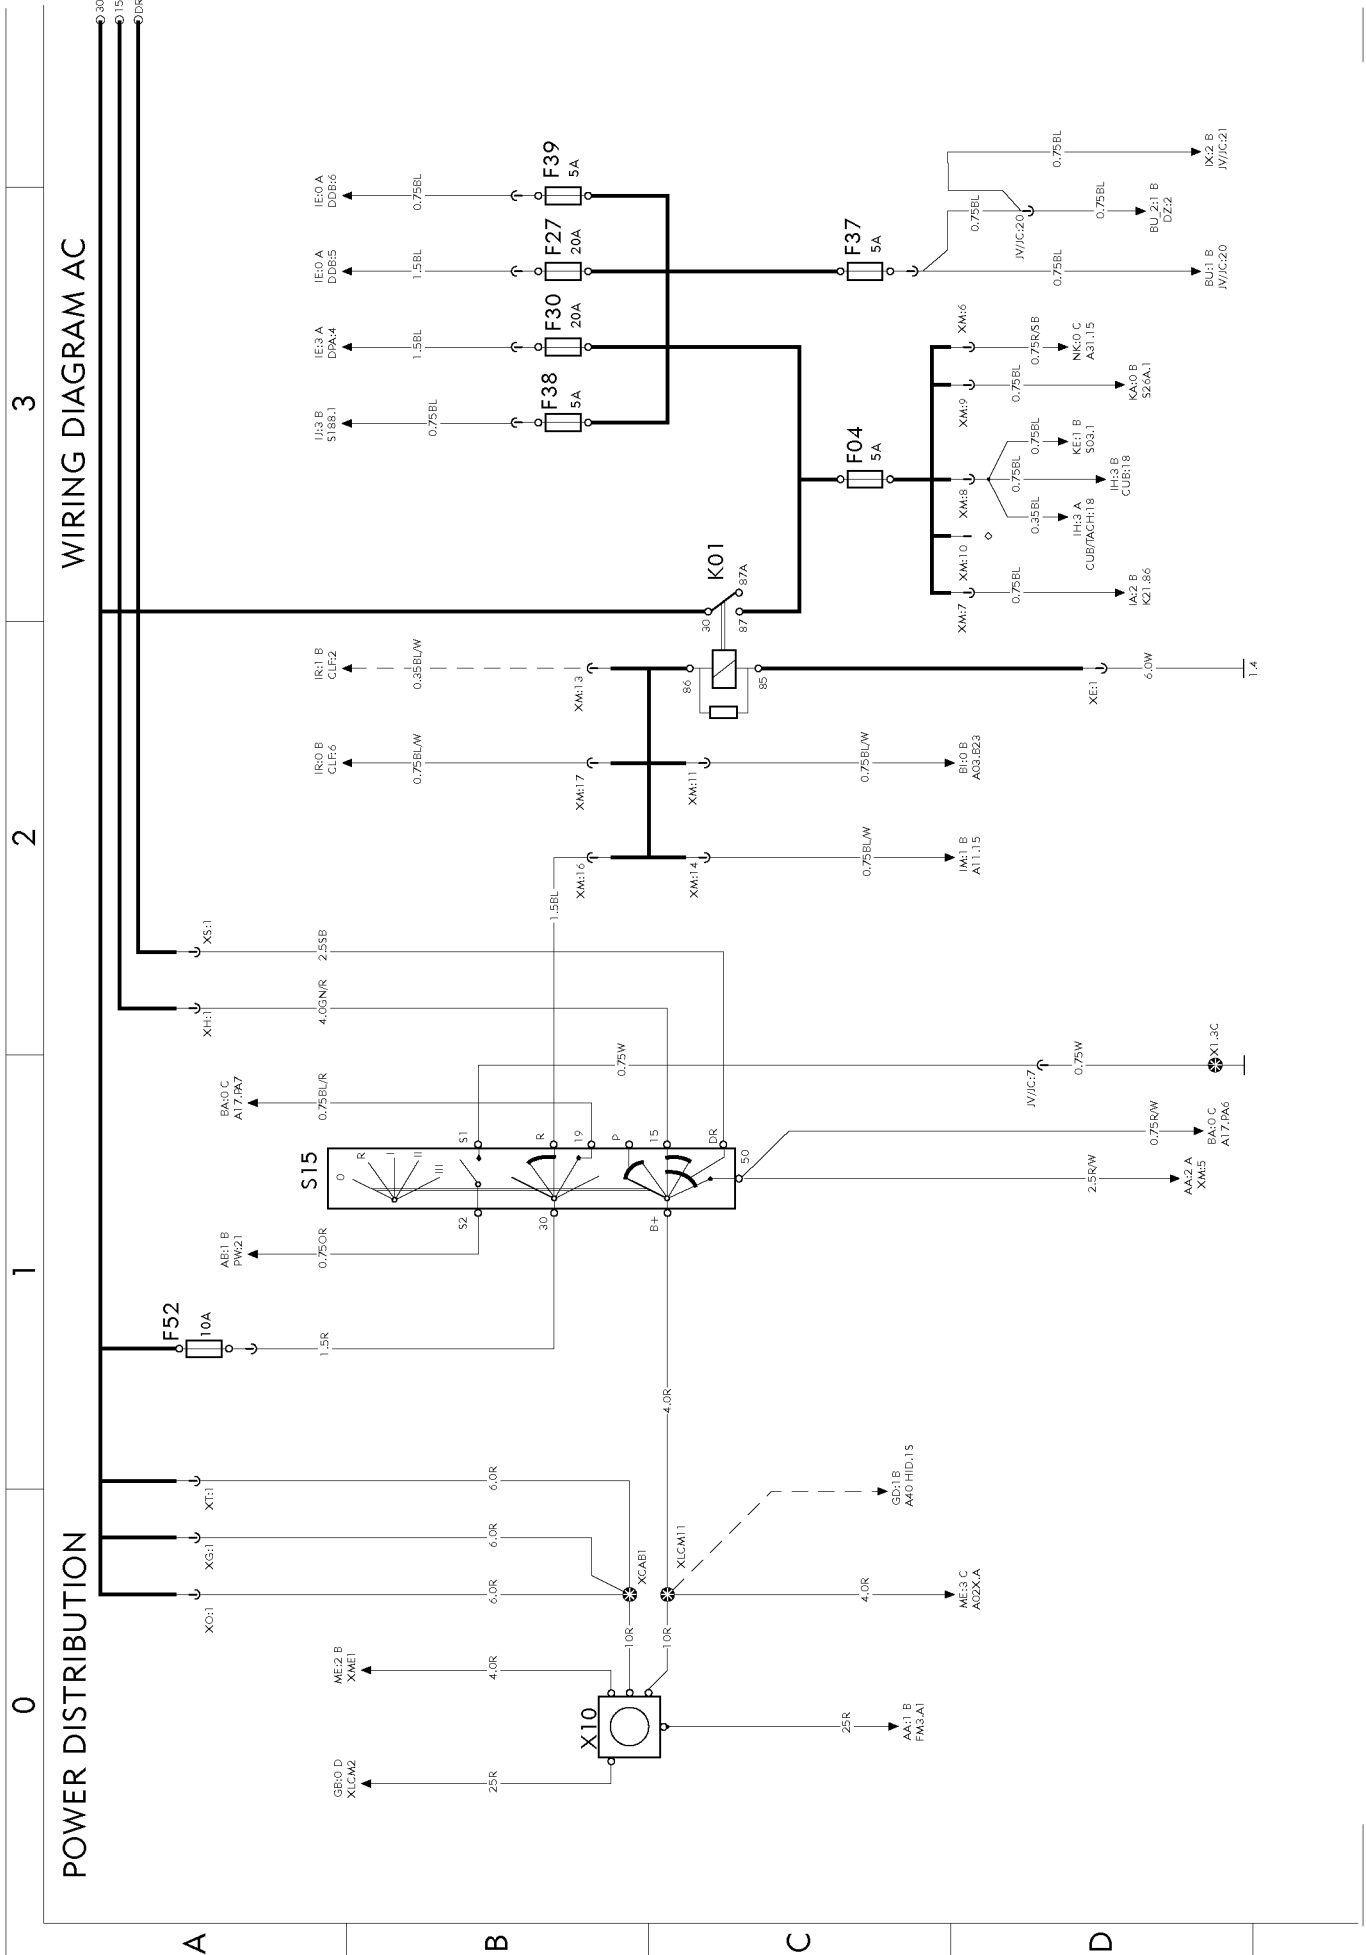 0
1
2
3
POWER DISTRIBUTION
WIRING DIAGRAM AC
A
B
C
D
30
15
DR
GB:0 D
XLCM2
25R
ME:2 B
XME1
4.0R
X10
25R
AA:1 B
FM3.A1
10R
10R
XCAB1
XLCM11
XO:1
6.0R
XG:1
6.0R
XT:1
6.0R
4.0R
ME:3 C
A02X.A
GD:1 B
A40 HID.15
4.0R
F52
10A
1.5R
AB:1 B
PW:21
0.75OR
S15
0
R
I
II
III
S2
30
B+
S1
R
19
P
15
DR
50
BA:0 C
A17.PA7
0.75BL/R
0.75W
JV/JC:7
0.75W
X1.3C
2.5R/W
AA:2 A
XM:5
0.75R/W
BA:0 C
A17.PA6
XH:1
4.0GN/R
XS:1
2.5SB
1.5BL
XM:16
XM:14
0.75BL/W
IM:1 B
A11.15
IR:0 B
CLF:6
0.75BL/W
XM:17
XM:11
0.75BL/W
BI:0 B
A03.B23
IR:1 B
CLF:2
0.35BL/W
XM:13
86
85
XE:1
6.0W
1.4
K01
30
87
87A
IJ:3 B
S188.1
0.75BL
F38
5A
IE:3 A
DPA:4
1.5BL
F30
20A
IE:0 A
DDB:5
1.5BL
F27
20A
IE:0 A
DDB:6
0.75BL
F39
5A
F04
5A
XM:7
0.75BL
IA:2 B
K21.86
XM:10
XM:8
0.35BL
IH:3 A
CUB/TACH:18
0.75BL
IH:3 B
CUB:18
0.75BL
KE:1 B
S03.1
XM:9
0.75BL
KA:0 B
S26A.1
XM:6
0.75R/SB
NK:0 C
A31.15
F37
5A
0.75BL
BU:1 B
JV/JC:20
0.75BL
JV/JC:20
0.75BL
BU_2:1 B
DZ:2
0.75BL
IX:2 B
JV/JC:21